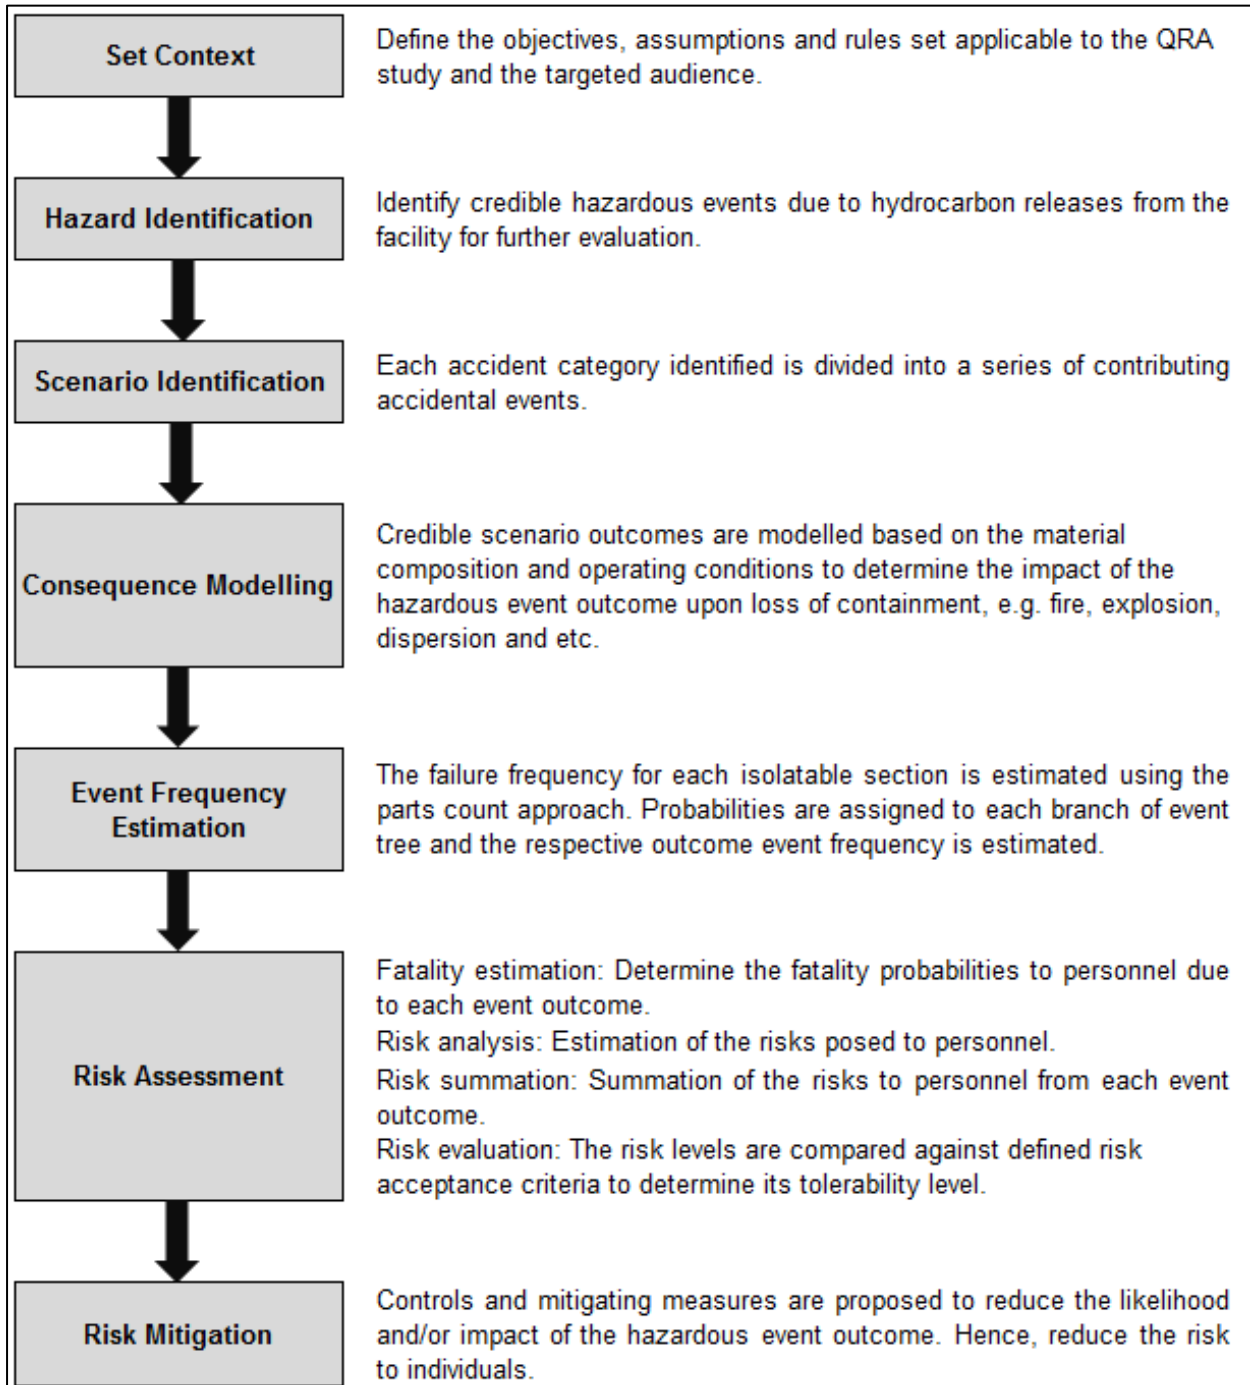 Set Context
Define the objectives, assumptions and rules set applicable to the QRA
study and the targeted audience.
Hazard Identification
Identify credible hazardous events due to hydrocarbon releases from the
facility for further evaluation.
Scenario Identification
Each accident category identified is divided into a series of contributing
accidental events.
Consequence Modelling
Credible scenario outcomes are modelled based on the material
composition and operating conditions to determine the impact of the
hazardous event outcome upon loss of containment, e.g. fire, explosion,
dispersion and etc.
Event Frequency
Estimation
The failure frequency for each isolatable section is estimated using the
parts count approach. Probabilities are assigned to each branch of event
tree and the respective outcome event frequency is estimated.
Risk Assessment
Fatality estimation: Determine the fatality probabilities to personnel due
to each event outcome.
Risk analysis: Estimation of the risks posed to personnel.
Risk summation: Summation of the risks to personnel from each event
outcome.
Risk evaluation: The risk levels are compared against defined risk
acceptance criteria to determine its tolerability level.
Risk Mitigation
Controls and mitigating measures are proposed to reduce the likelihood
and/or impact of the hazardous event outcome. Hence, reduce the risk
to individuals.